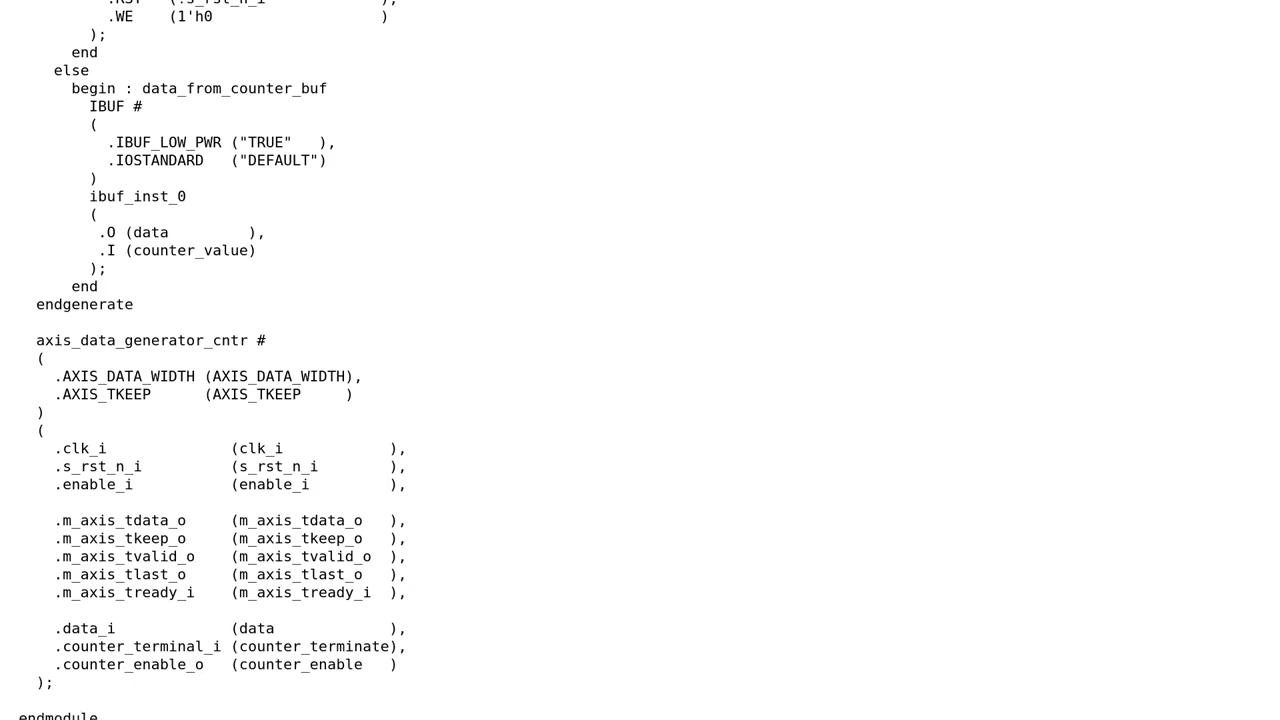 .RST   (!s_rst_n_i             ),
.WE    (1'h0                   )
);
end
else
begin : data_from_counter_buf
IBUF #
(
.IBUF_LOW_PWR ("TRUE"   ),
.IOSTANDARD   ("DEFAULT")
)
ibuf_inst_0
(
.O (data         ),
.I (counter_value)
);
end
endgenerate
axis_data_generator_cntr #
(
.AXIS_DATA_WIDTH (AXIS_DATA_WIDTH),
.AXIS_TKEEP      (AXIS_TKEEP     )
)
(
.clk_i              (clk_i            ),
.s_rst_n_i          (s_rst_n_i        ),
.enable_i           (enable_i         ),
.m_axis_tdata_o     (m_axis_tdata_o   ),
.m_axis_tkeep_o     (m_axis_tkeep_o   ),
.m_axis_tvalid_o    (m_axis_tvalid_o  ),
.m_axis_tlast_o     (m_axis_tlast_o   ),
.m_axis_tready_i    (m_axis_tready_i  ),
.data_i             (data             ),
.counter_terminal_i (counter_terminate),
.counter_enable_o   (counter_enable   )
);
endmodule